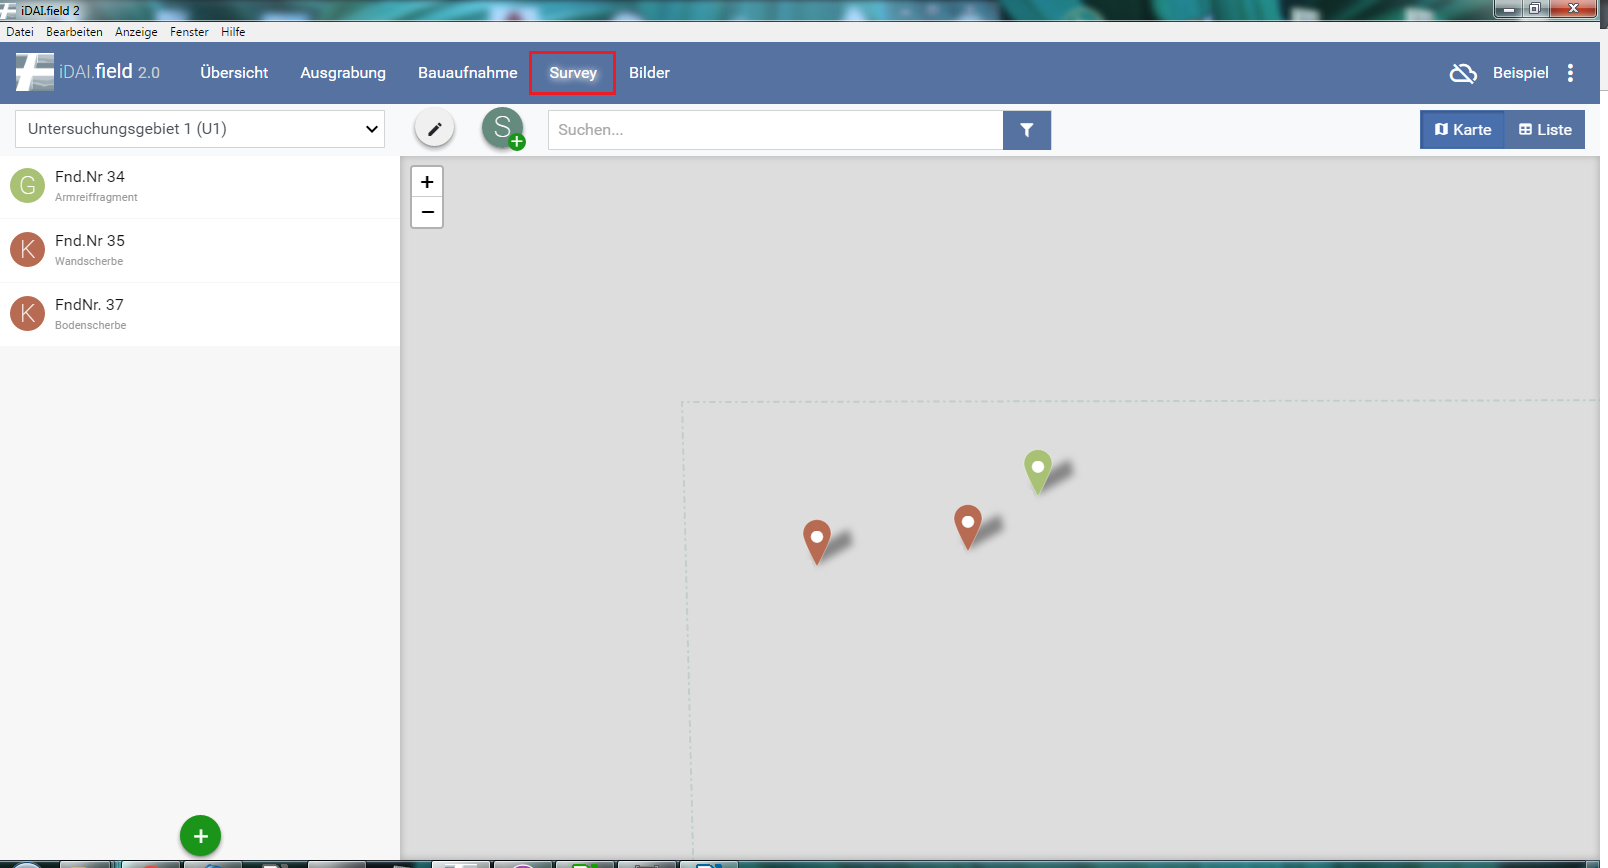 iDAI.field 2
Datei Bearbeiten Anzeige Fenster Hilfe
iDAI.field 2.0 Übersicht Ausgrabung Bauaufnahme Survey Bilder Beispiel
Untersuchungsgebiet 1 (U1) S Suchen... Karte Liste
G Fnd.Nr 34
Armreiffragment
K Fnd.Nr 35
Wandscherbe
K FndNr. 37
Bodenscherbe
+
−
+